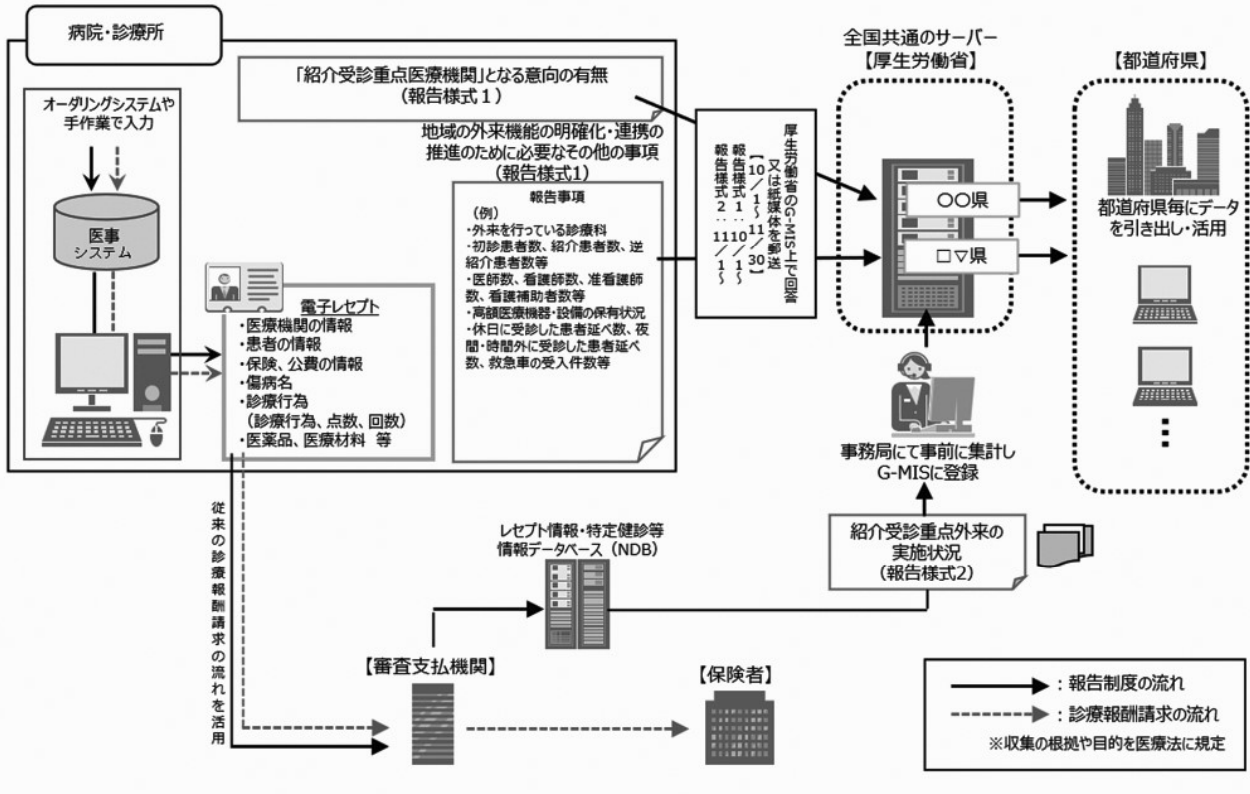 病院・診療所
オーダリングシステムや
手作業で入力
医事
システム
電子レセプト
・医療機関の情報
・患者の情報
・保険、公費の情報
・傷病名
・診療行為
（診療行為、点数、回数）
・医薬品、医療材料 等
「紹介受診重点医療機関」となる意向の有無
（報告様式１）
地域の外来機能の明確化・連携の
推進のために必要なその他の事項
（報告様式1）
報告事項
（例）
・外来を行っている診療科
・初診患者数、紹介患者数、逆
紹介患者数等
・医師数、看護師数、准看護師
数、看護補助者数等
・高額医療機器・設備の保有状況
・休日に受診した患者延べ数、夜
間・時間外に受診した患者延べ
数、救急車の受入件数等
厚生労働省のG-MIS上で回答
又は紙媒体を郵送
【10／1～11／30】
報告様式１：10／1～
報告様式２：11／1～
全国共通のサーバー
【厚生労働省】
○○県
□▽県
【都道府県】
都道府県毎にデータ
を引き出し・活用
事務局にて事前に集計し
G-MISに登録
紹介受診重点外来の
実施状況
（報告様式2）
レセプト情報・特定健診等
情報データベース（NDB）
従来の診療報酬請求の流れを活用
【審査支払機関】
【保険者】
：報告制度の流れ
：診療報酬請求の流れ
※収集の根拠や目的を医療法に規定